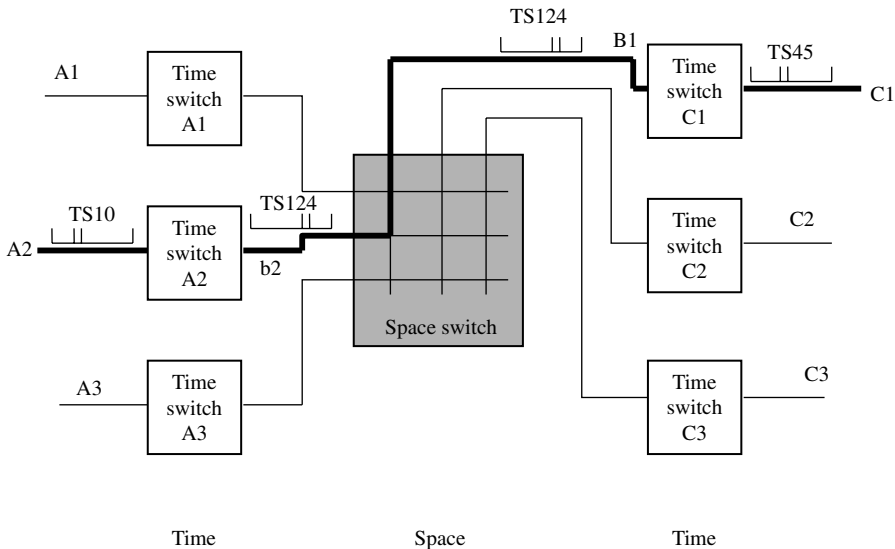 TS124
B1
TS45
A1
Time
switch
A1
Time
switch
C1
C1
TS10
TS124
A2
Time
switch
A2
b2
C2
Time
switch
C2
Space switch
A3
Time
switch
A3
C3
Time
switch
C3
Time
Space
Time